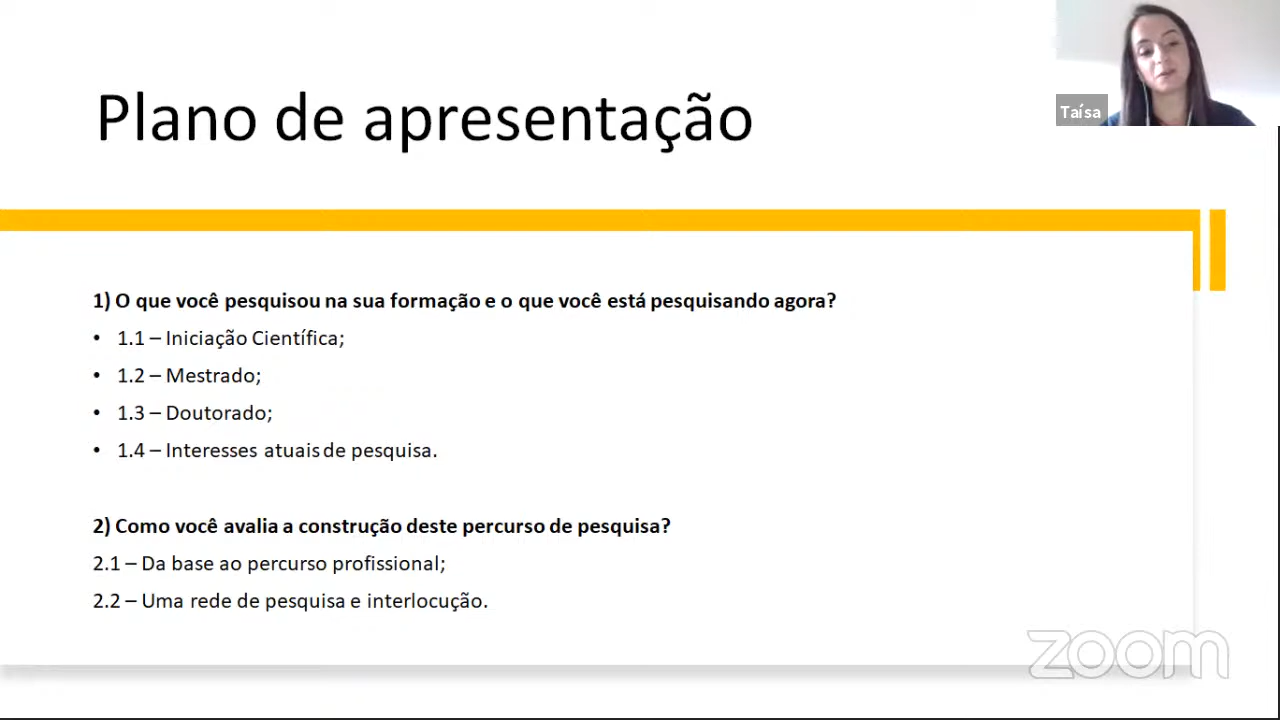 Plano de apresentação
Taísa
1) O que você pesquisou na sua formação e o que você está pesquisando agora?
• 1.1 – Iniciação Científica;
• 1.2 – Mestrado;
• 1.3 – Doutorado;
• 1.4 – Interesses atuais de pesquisa.
2) Como você avalia a construção deste percurso de pesquisa?
2.1 – Da base ao percurso profissional;
2.2 – Uma rede de pesquisa e interlocução.
zoom